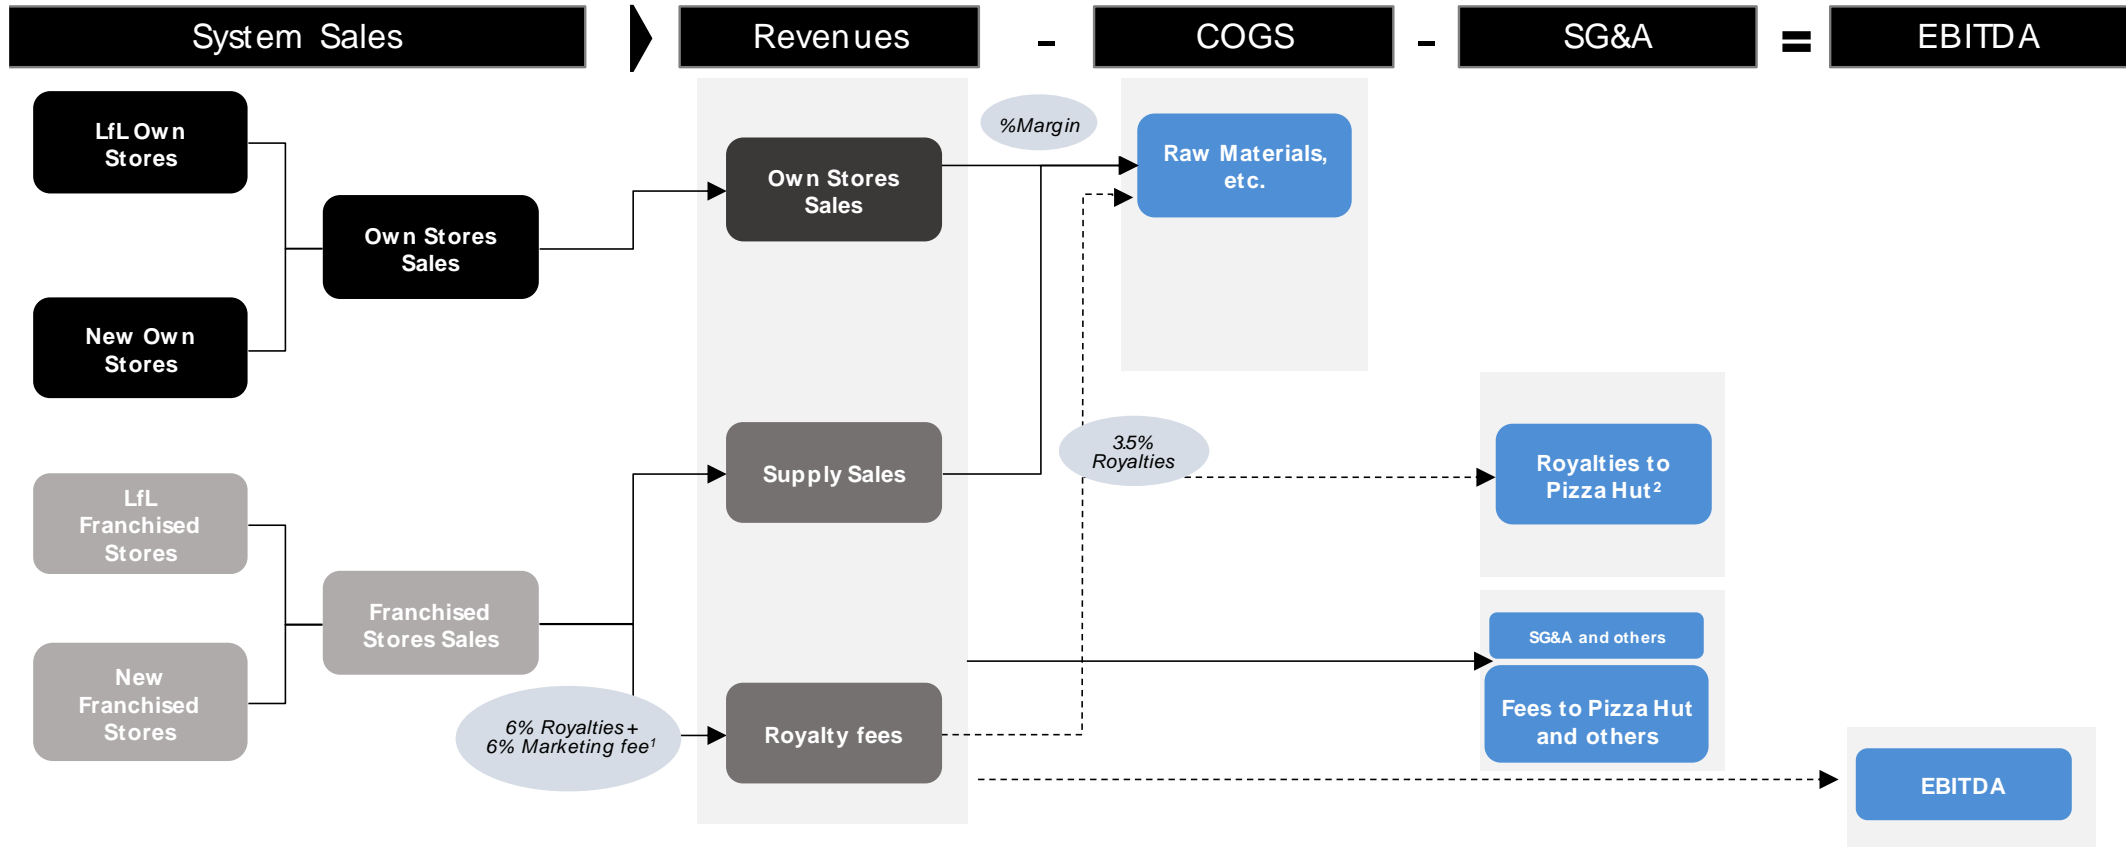 System Sales
Revenues
-
COGS
-
SG&A
=
EBITDA
LfL Own
Stores
New Own
Stores
Own Stores
Sales
LfL
Franchised
Stores
New
Franchised
Stores
Franchised
Stores Sales
6% Royalties +
6% Marketing fee¹
Own Stores
Sales
Supply Sales
Royalty fees
%Margin
3.5%
Royalties
Raw Materials,
etc.
Royalties to
Pizza Hut²
SG&A and others
Fees to Pizza Hut
and others
EBITDA